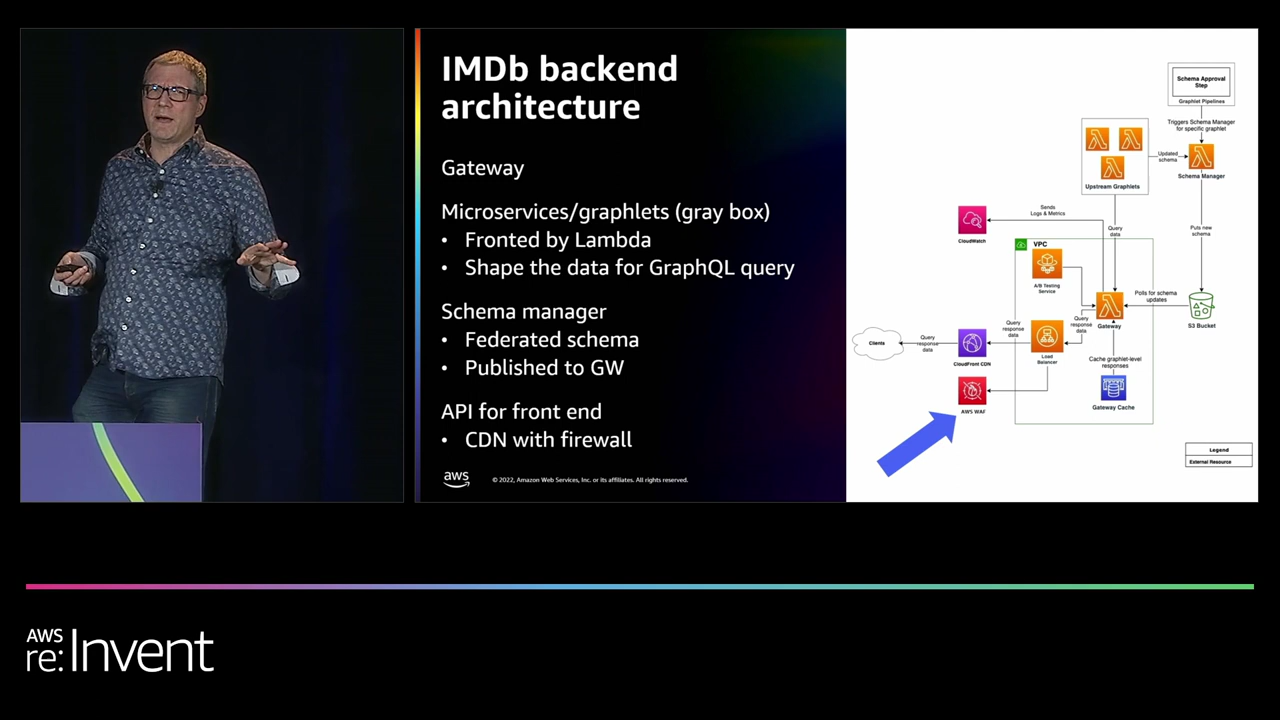 IMDb backend
architecture
Gateway
Microservices/graphlets (gray box)
• Fronted by Lambda
• Shape the data for GraphQL query
Schema manager
• Federated schema
• Published to GW
API for front end
• CDN with firewall
aws
© 2022, Amazon Web Services, Inc. or its affiliates. All rights reserved.
Schema Approval
Step
Graphlet Pipelines
Triggers Schema Manager
for specific graphlet
Upstream Graphlets
Updated
schema
Schema Manager
Sends
Logs & Metrics
CloudWatch
Query
data
Puts new
schema
VPC
A/B Testing
Service
Gateway
Polls for schema
updates
S3 Bucket
Clients
Query
response
data
CloudFront CDN
Query
response
data
Load
Balancer
Query
response
data
Cache graphlet-level
responses
AWS WAF
Gateway Cache
Legend
External Resource
AWS
re:Invent